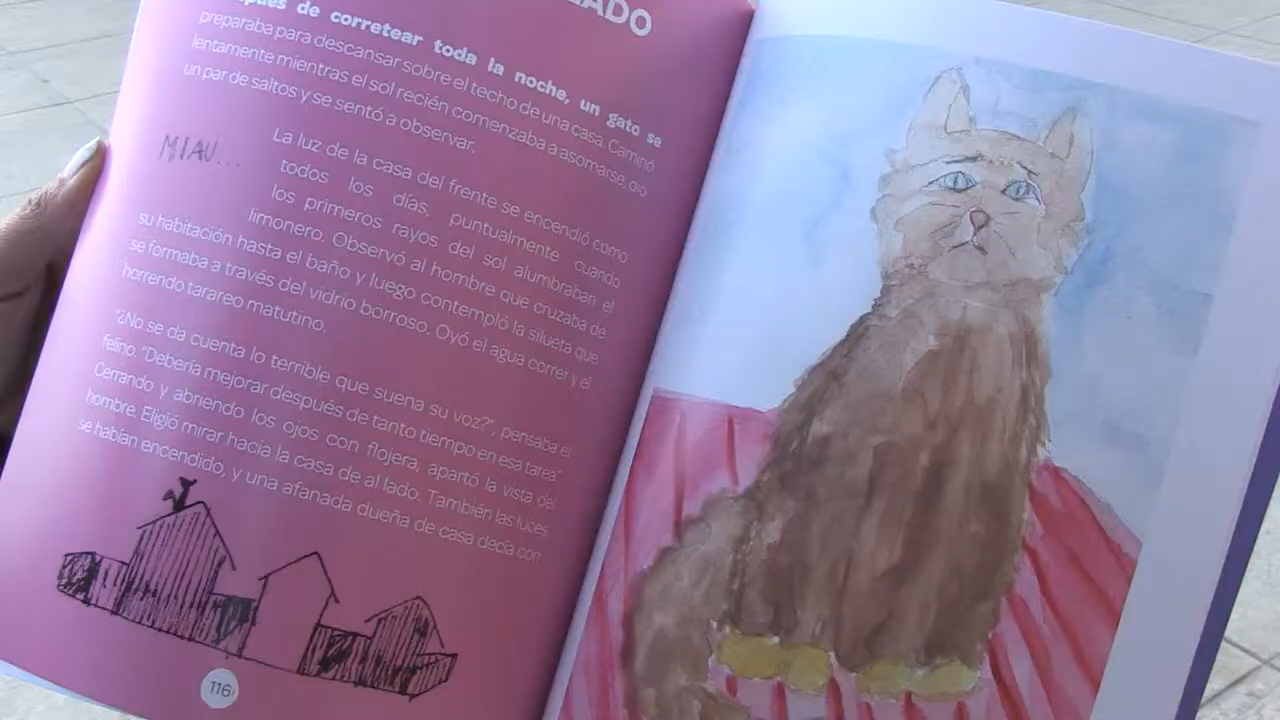 de corretear toda la noche, un gato se
preparaba para descansar sobre el techo de una casa. Caminó
lentamente mientras el sol recién comenzaba a asomarse, dio
un par de saltos y se sentó a observar.
MIAU...
La luz de la casa del frente se encendió como
todos los días, puntualmente cuando
los primeros rayos del sol alumbraban el
limonero. Observó al hombre que cruzaba de
su habitación hasta el baño y luego contempló la silueta que
se formaba a través del vidrio borroso. Oyó el agua correr y el
horrendo tarareo matutino.
"¿No se da cuenta lo terrible que suena su voz?", pensaba el
felino. "Debería mejorar después de tanto tiempo en esa tarea"
Cerrando y abriendo los ojos con flojera, apartó la vista del
hombre. Eligió mirar hacia la casa de al lado. También las luces
se habían encendido, y una afanada dueña de casa decía con
116